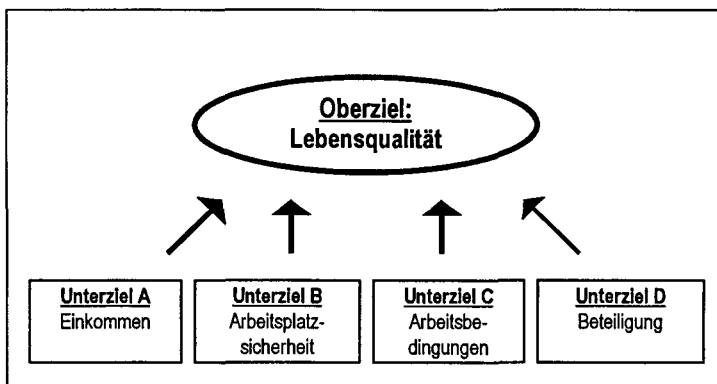 Oberziel:
Lebensqualität
Unterziel A
Einkommen
Unterziel B
Arbeitsplatz-
sicherheit
Unterziel C
Arbeitsbe-
dingungen
Unterziel D
Beteiligung